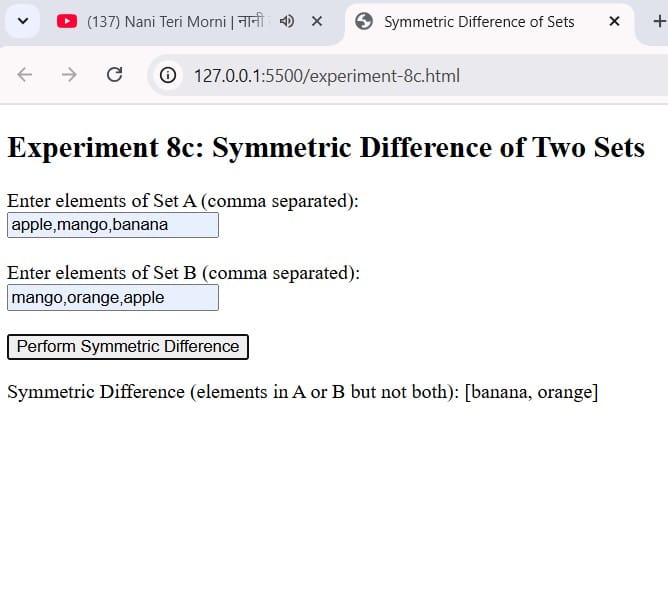 (137) Nani Teri Morni | नानी
Symmetric Difference of Sets
127.0.0.1:5500/experiment-8c.html
Experiment 8c: Symmetric Difference of Two Sets
Enter elements of Set A (comma separated):
apple,mango,banana
Enter elements of Set B (comma separated):
mango,orange,apple
Perform Symmetric Difference
Symmetric Difference (elements in A or B but not both): [banana, orange]